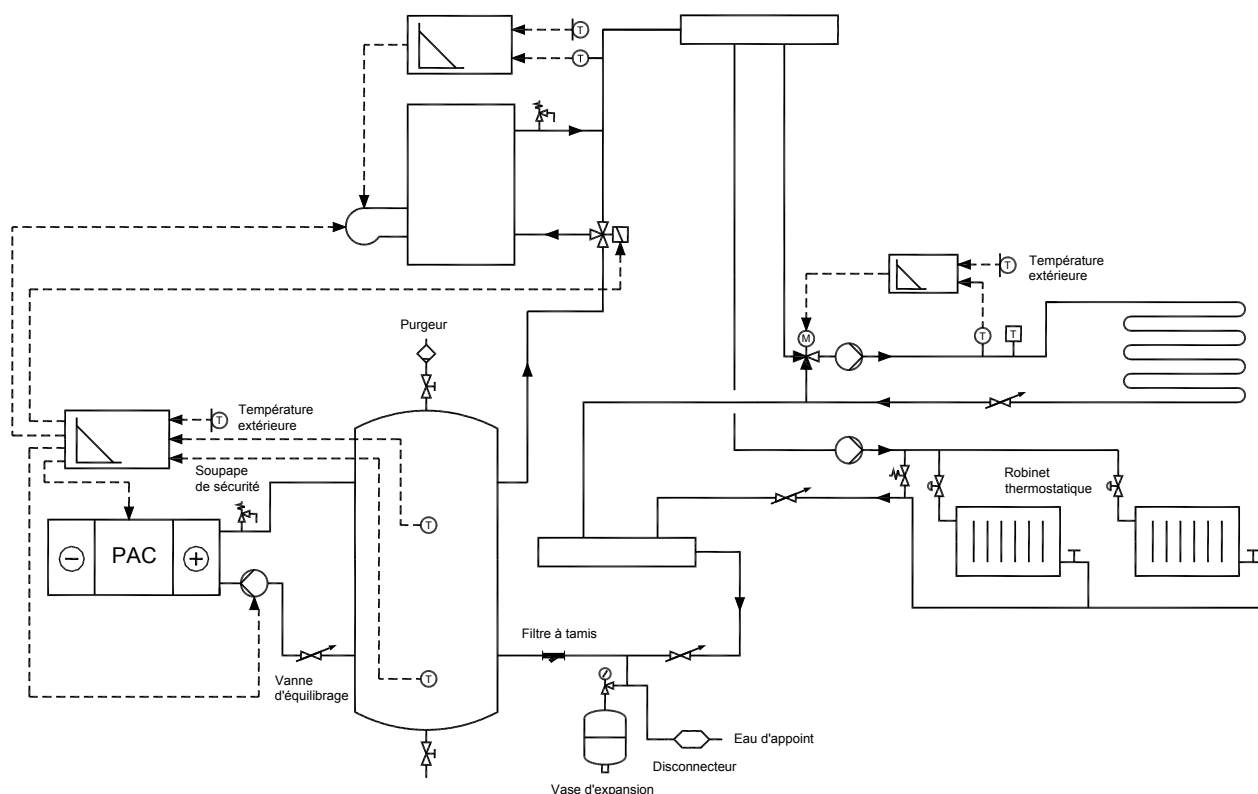 T
T
Température
extérieure
T
M
T
T
Purgeur
Température
extérieure
T
Soupape
de sécurité
Robinet
thermostatique
T
PAC
Filtre à tamis
Vanne
d'équilibrage
T
Eau d'appoint
Disconnecteur
Vase d'expansion